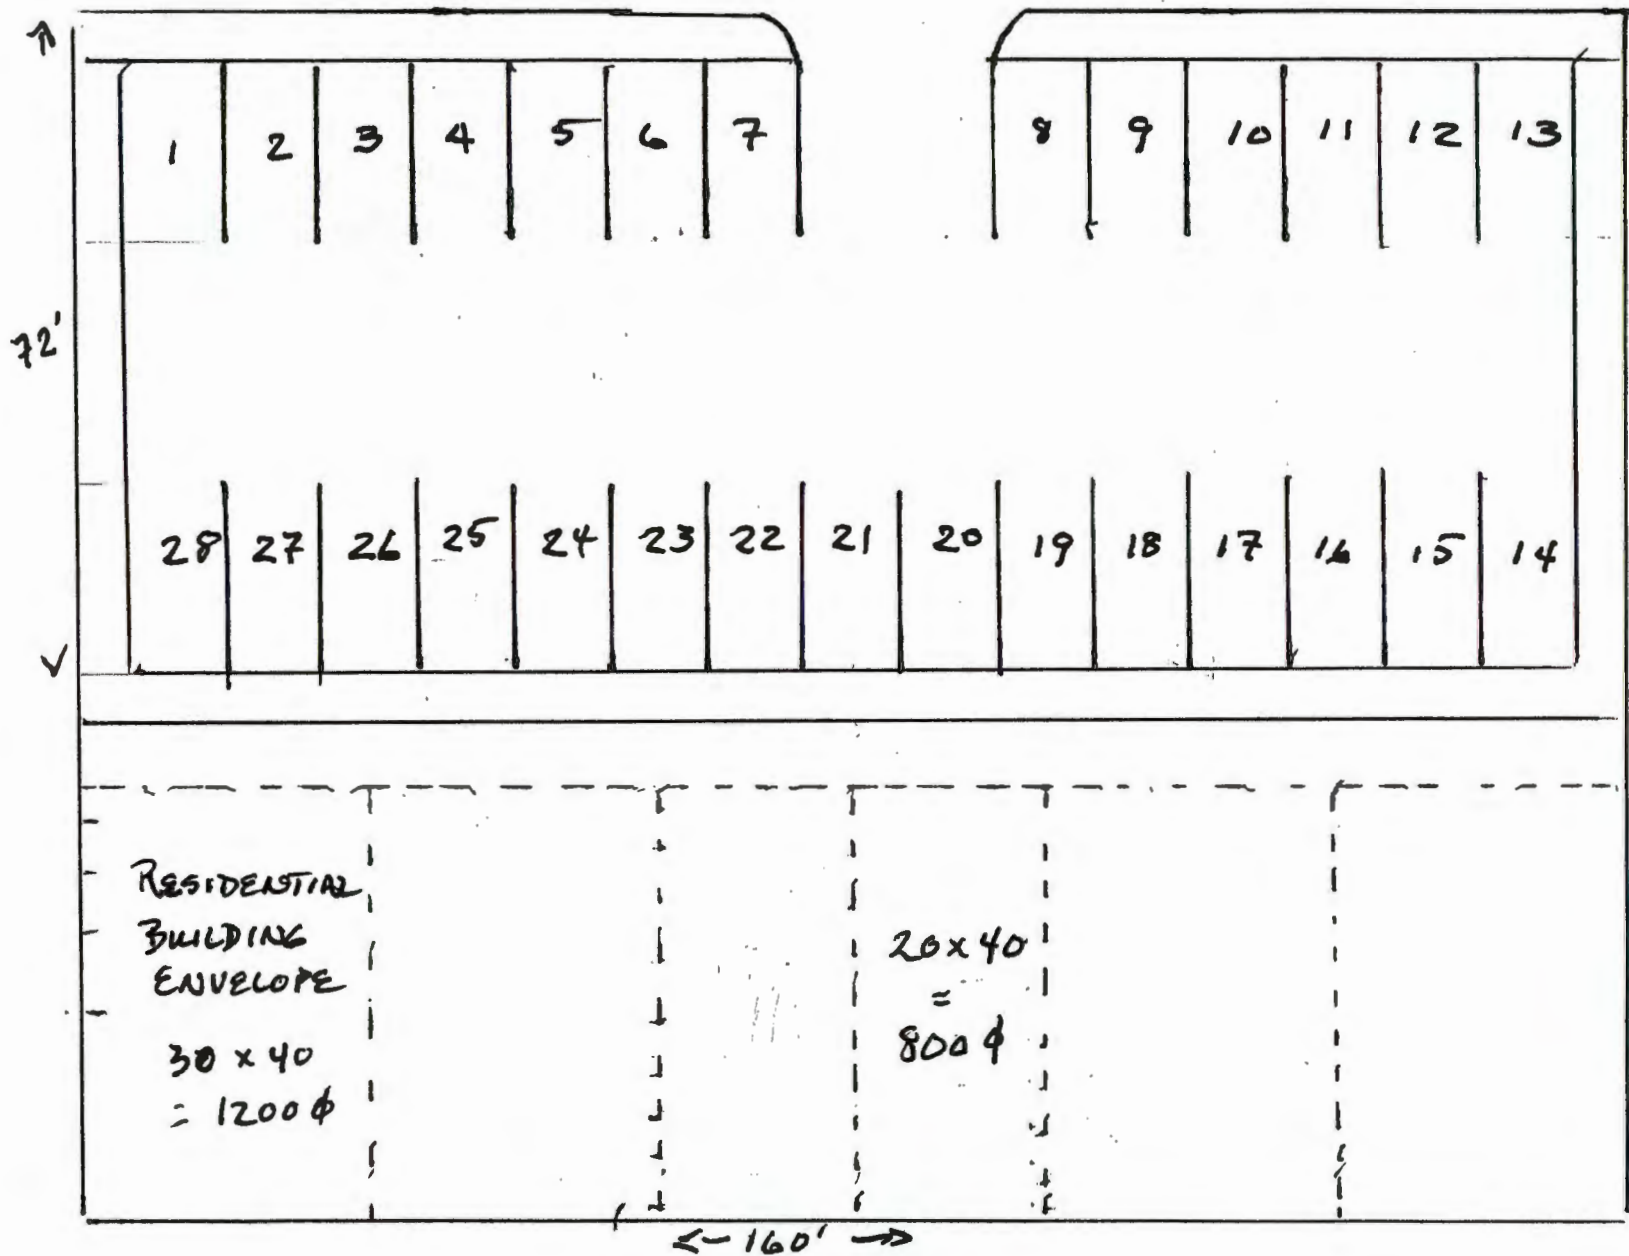 1 2 3 4 5 6 7 8 9 10 11 12 13
72'
28 27 26 25 24 23 22 21 20 19 18 17 16 15 14
RESIDENTIAL
BUILDING
ENVELOPE
30 x 40
= 1200 ⌀
20 x 40
=
800 ⌀
<- 160' ->